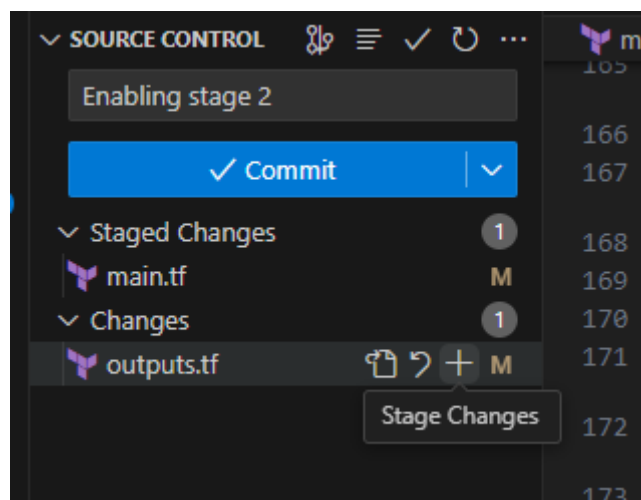 SOURCE CONTROL
m
165
Enabling stage 2
166
Commit
167
Staged Changes
1
168
main.tf
M
169
Changes
1
170
outputs.tf
M
171
Stage Changes
172
173